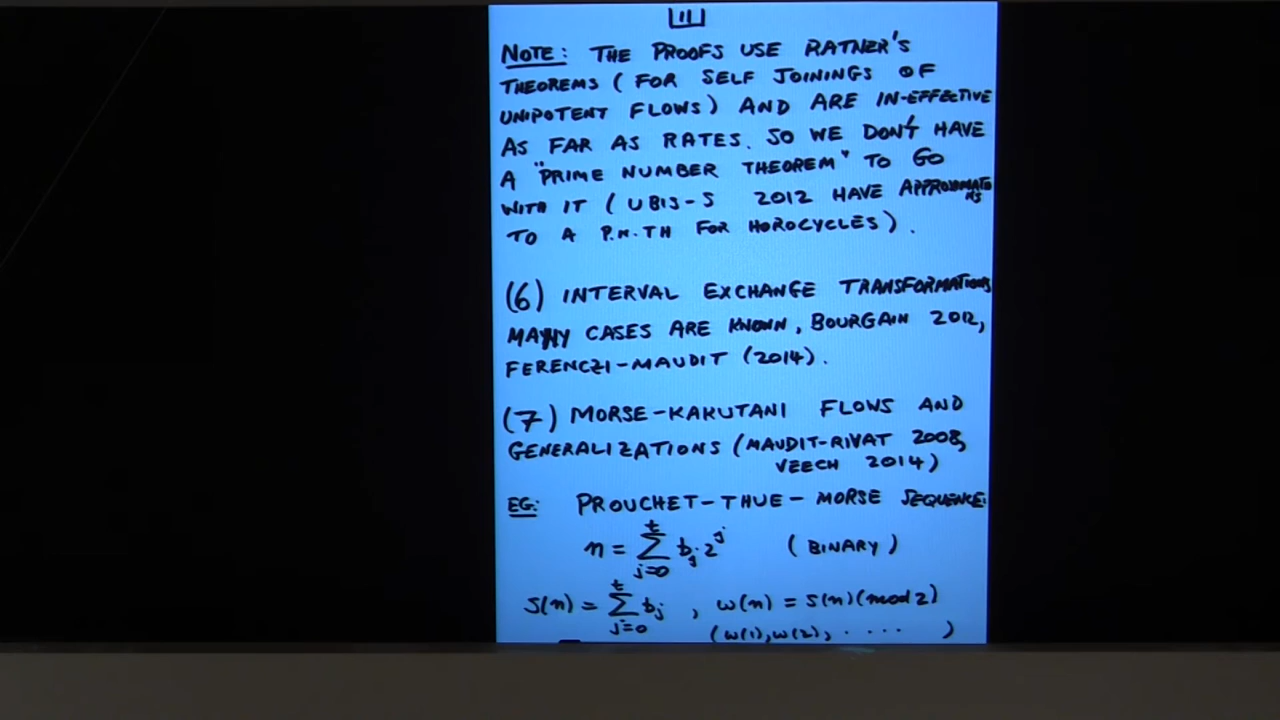 11
NOTE: THE PROOFS USE RATNER'S
THEOREMS (FOR SELF JOININGS OF
UNIPOTENT FLOWS) AND ARE IN-EFFECTIVE
AS FAR AS RATES. SO WE DON'T HAVE
A "PRIME NUMBER THEOREM" TO GO
WITH IT (UBIS-S 2012 HAVE APPROXIMATIONS
TO A P.N.TH FOR HOROCYCLES).
(6) INTERVAL EXCHANGE TRANSFORMATIONS
MANY CASES ARE KNOWN, BOURGAIN 2012,
FERENCZI-MAUDIT (2014).
(7) MORSE-KAKUTANI FLOWS AND
GENERALIZATIONS (MAUDIT-RIVAT 2008,
VEECH 2014)
EG: PROUCHET-THUE-MORSE SEQUENCE:
n = \sum_{j=0}^{t} b_j 2^j (BINARY)
S(n) = \sum_{j=0}^{t} b_j , w(n) = S(n)(mod 2)
(w(1),w(2), . . . . )